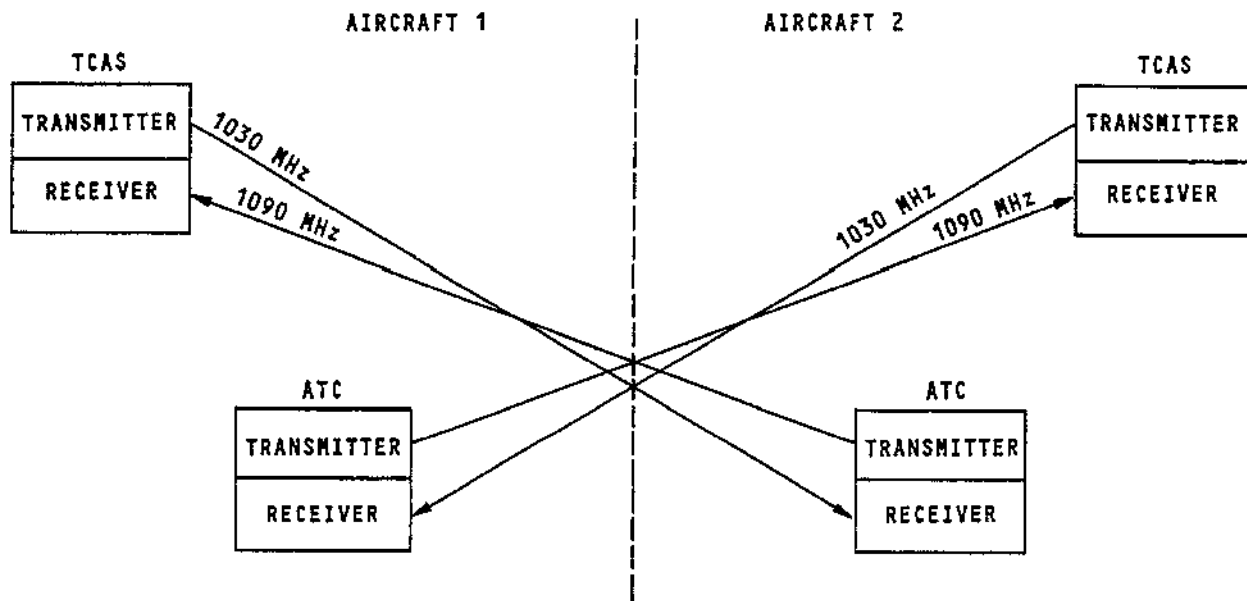 AIRCRAFT 1
AIRCRAFT 2
TCAS
TRANSMITTER
RECEIVER
1030 MHz
1090 MHz
TCAS
TRANSMITTER
RECEIVER
1030 MHz
1090 MHz
ATC
TRANSMITTER
RECEIVER
ATC
TRANSMITTER
RECEIVER